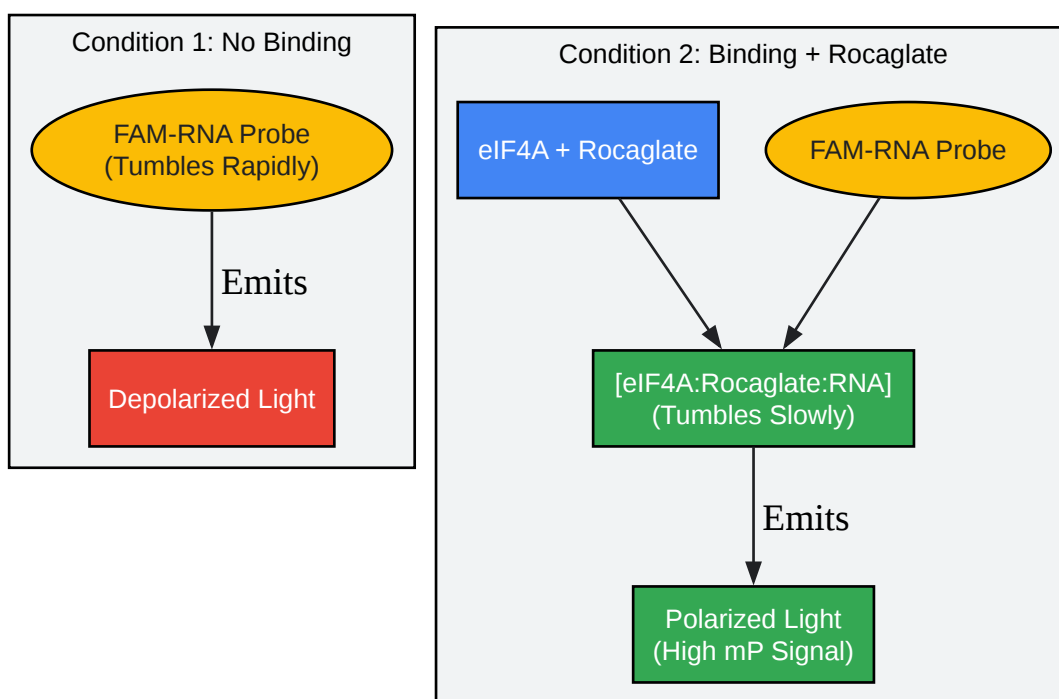 Condition 1: No Binding
FAM-RNA Probe
(Tumbles Rapidly)
Emits
Depolarized Light
Condition 2: Binding + Rocaglate
eIF4A + Rocaglate
FAM-RNA Probe
[eIF4A:Rocaglate:RNA]
(Tumbles Slowly)
Emits
Polarized Light
(High mP Signal)